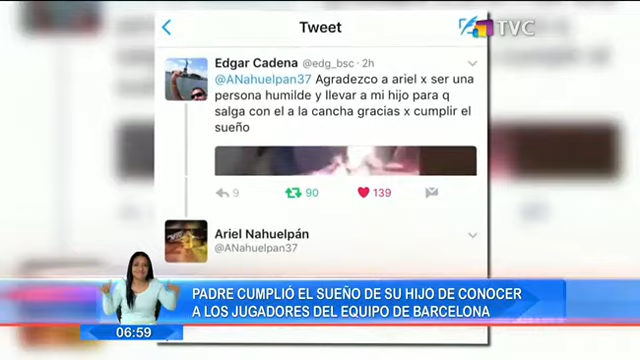 Tweet
TVC
Edgar Cadena @edg_bsc · 2h
@ANahuelpan37 Agradezco a ariel x ser una
persona humilde y llevar a mi hijo para q
salga con el a la cancha gracias x cumplir el
sueño
9 90 139
Ariel Nahuelpán
@ANahuelpan37
PADRE CUMPLIÓ EL SUEÑO DE SU HIJO DE CONOCER
A LOS JUGADORES DEL EQUIPO DE BARCELONA
06:59